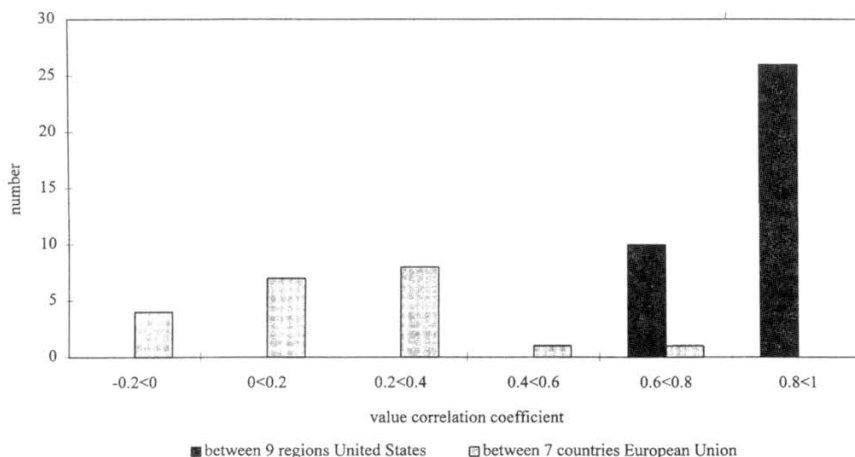 30
25
20
15
10
5
0
number
-0.2<0 0<0.2 0.2<0.4 0.4<0.6 0.6<0.8 0.8<1
value correlation coefficient
between 9 regions United States between 7 countries European Union